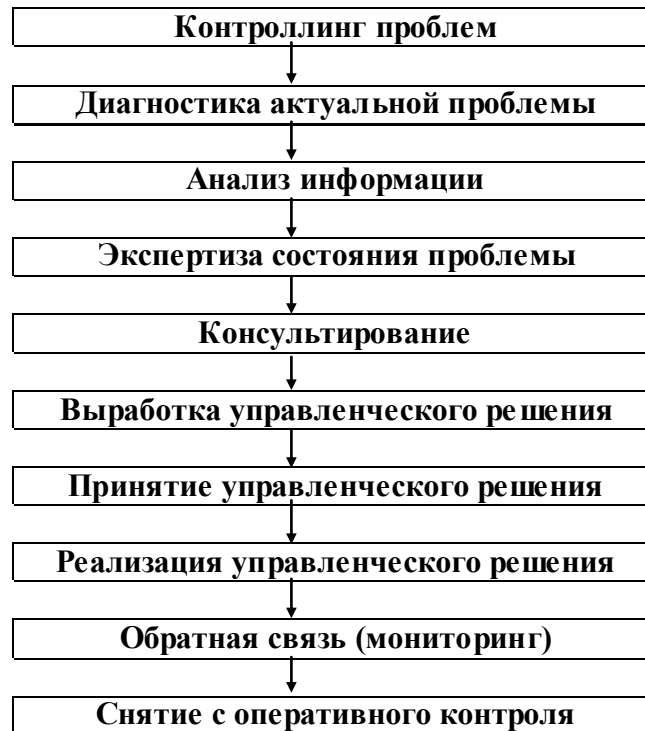 Контроллинг проблем
Диагностика актуальной проблемы
Анализ информации
Экспертиза состояния проблемы
Консультирование
Выработка управленческого решения
Принятие управленческого решения
Реализация управленческого решения
Обратная связь (мониторинг)
Снятие с оперативного контроля